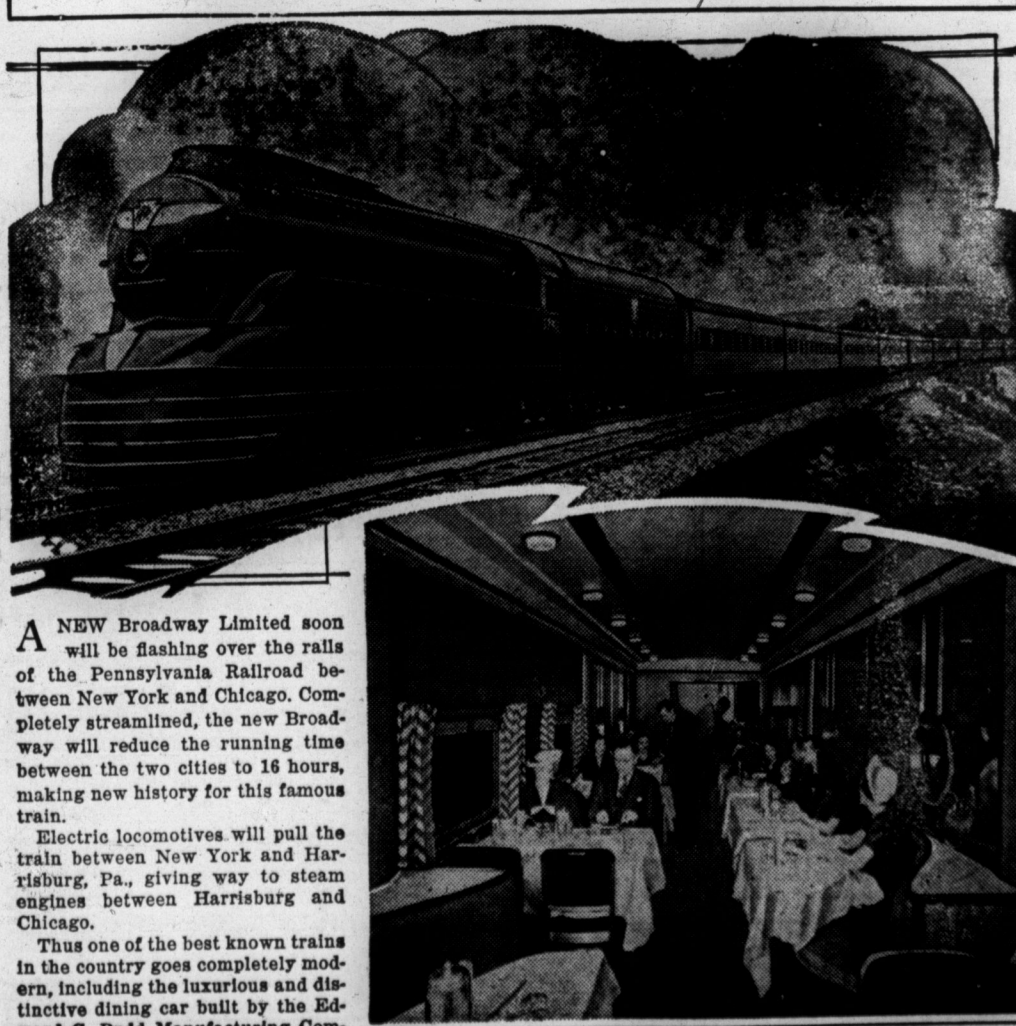 A NEW Broadway Limited soon
will be flashing over the rails
of the Pennsylvania Railroad be-
tween New York and Chicago. Com-
pletely streamlined, the new Broad-
way will reduce the running time
between the two cities to 16 hours,
making new history for this famous
train.
Electric locomotives will pull the
train between New York and Har-
risburg, Pa., giving way to steam
engines between Harrisburg and
Chicago.
Thus one of the best known trains
in the country goes completely mod-
ern, including the luxurious and dis-
tinctive dining car built by the Ed-
Manufacturing Com-